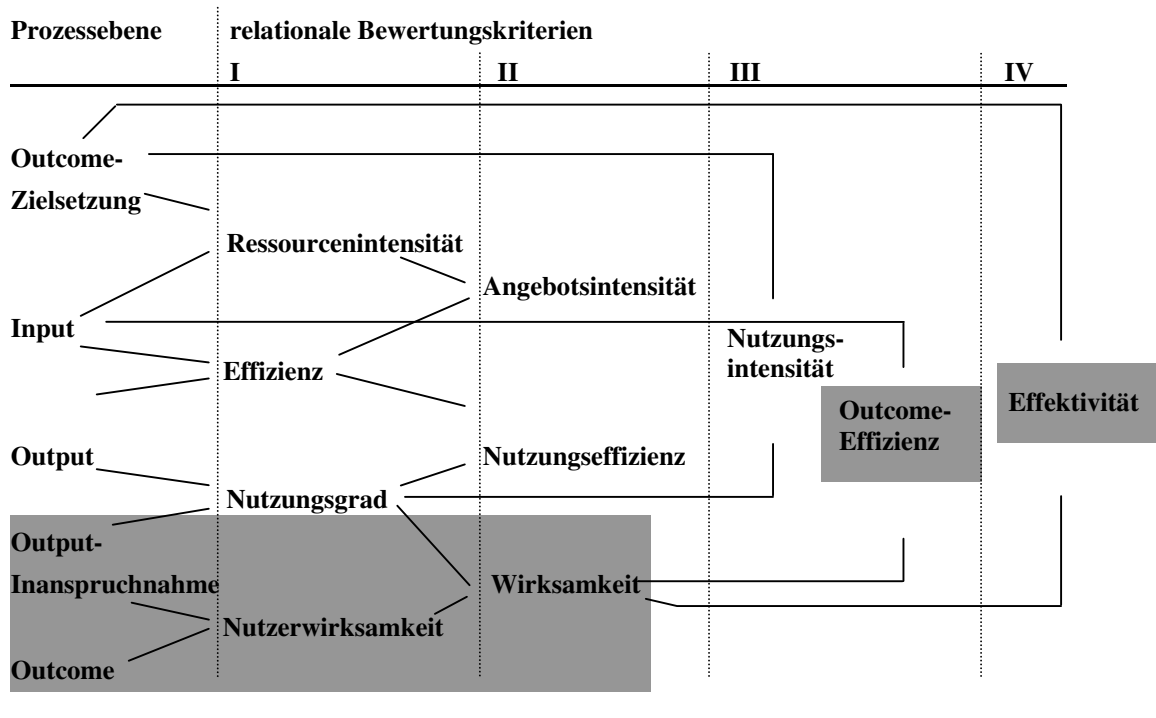 Prozessebene relationale Bewertungskriterien
I II III IV
Outcome-
Zielsetzung
Ressourcenintensität
Angebotsintensität
Input
Nutzungs-
intensität
Effizienz
Effektivität
Outcome-
Effizienz
Output
Nutzungseffizienz
Nutzungsgrad
Output-
Inanspruchnahme
Wirksamkeit
Nutzerwirksamkeit
Outcome